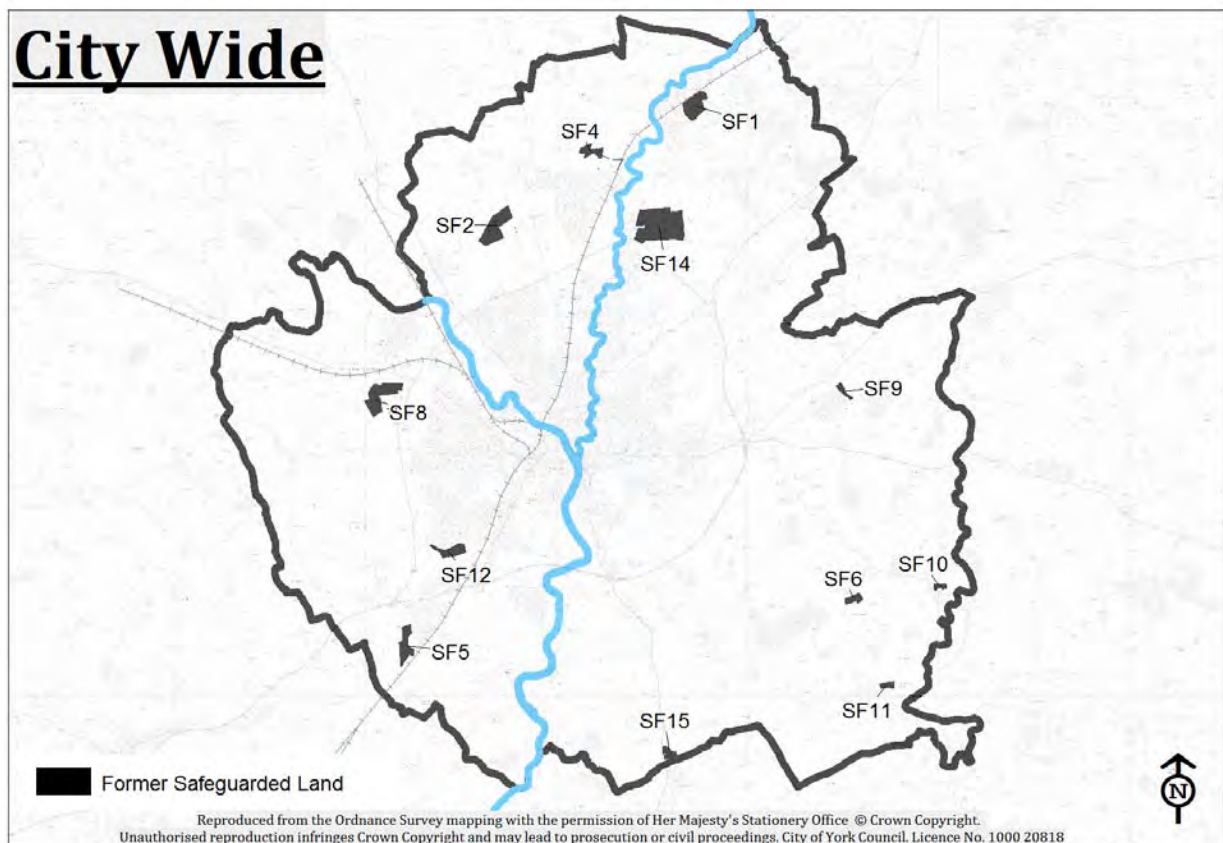 City Wide
SF1
SF4
SF2
SF14
SF9
SF8
SF12
SF10
SF6
SF5
SF11
SF15
Former Safeguarded Land
N
Reproduced from the Ordnance Survey mapping with the permission of Her Majesty's Stationery Office © Crown Copyright.
Unauthorised reproduction infringes Crown Copyright and may lead to prosecution or civil proceedings. City of York Council. Licence No. 1000 20818